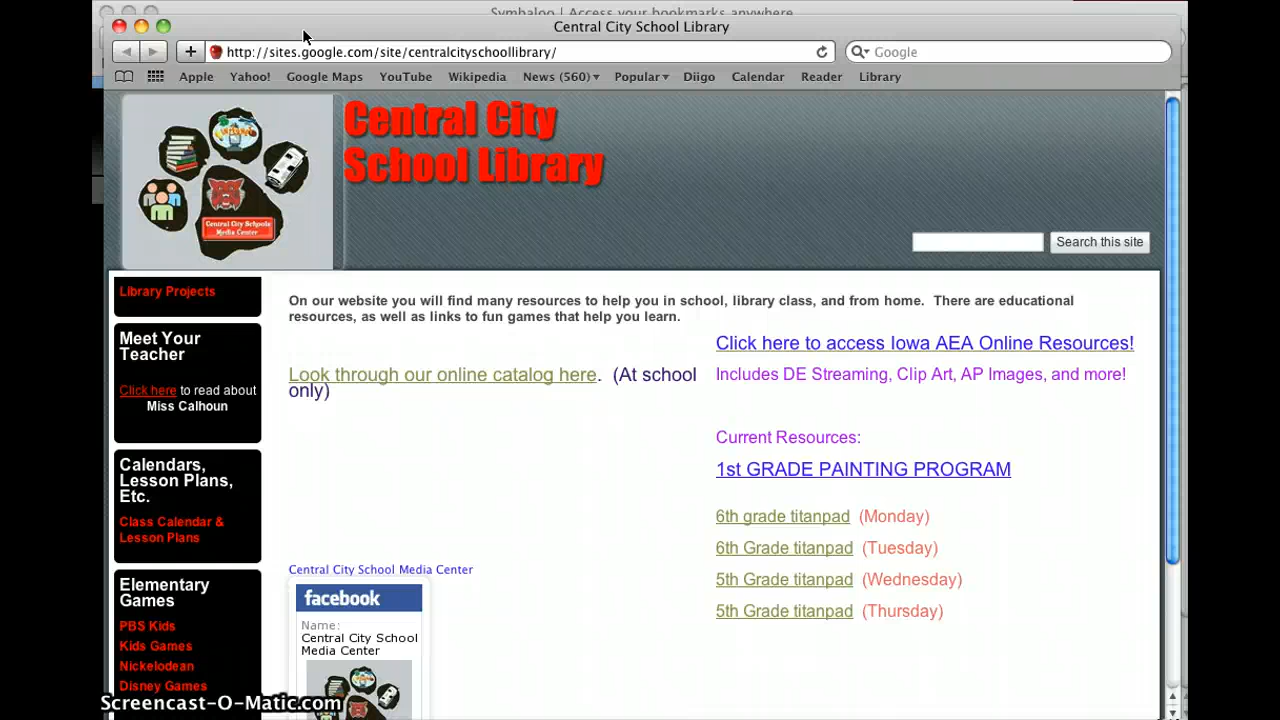 Symbaloo | Access your bookmarks anywhere
Central City School Library
http://sites.google.com/site/centralcityschoollibrary/
Google
Apple Yahoo! Google Maps YouTube Wikipedia News (560)▾ Popular▾ Diigo Calendar Reader Library
Central City Schools
Media Center
Central City
School Library
Search this site
Library Projects
Meet Your
Teacher
Click here to read about
Miss Calhoun
Calendars,
Lesson Plans,
Etc.
Class Calendar &
Lesson Plans
Elementary
Games
PBS Kids
Kids Games
Nickelodean
Disney Games
On our website you will find many resources to help you in school, library class, and from home. There are educational
resources, as well as links to fun games that help you learn.
Look through our online catalog here. (At school
only)
Central City School Media Center
facebook
Name:
Central City School
Media Center
Click here to access Iowa AEA Online Resources!
Includes DE Streaming, Clip Art, AP Images, and more!
Current Resources:
1st GRADE PAINTING PROGRAM
6th grade titanpad (Monday)
6th Grade titanpad (Tuesday)
5th Grade titanpad (Wednesday)
5th Grade titanpad (Thursday)
Screencast-O-Matic.com